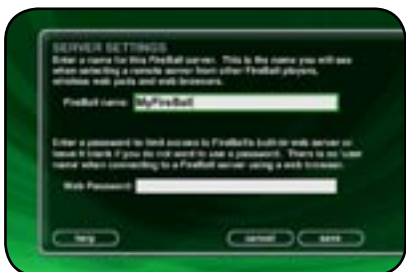 SERVER SETTINGS
Enter a name for this FireBall server. This is the name you will see
when selecting a remote server from other FireBall players,
wireless web pads and web browsers.
FireBall name: MyFireBall
Enter a password to limit access to FireBall's built-in web server or
leave it blank if you do not want to use a password. There is no 'user
name' when connecting to a FireBall server using a web browser.
Web Password:
help
cancel
save